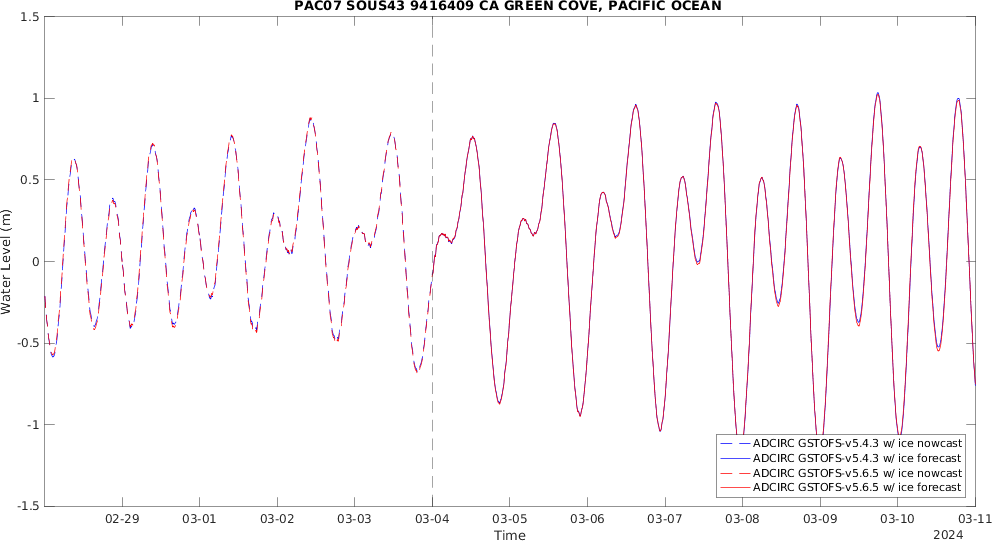 PAC07 SOUS43 9416409 CA GREEN COVE, PACIFIC OCEAN
1.5
1
0.5
0
-0.5
-1
-1.5
Water Level (m)
ADCIRC GSTOFS-v5.4.3 w/ ice nowcast
ADCIRC GSTOFS-v5.4.3 w/ ice forecast
ADCIRC GSTOFS-v5.6.5 w/ ice nowcast
ADCIRC GSTOFS-v5.6.5 w/ ice forecast
02-29 03-01 03-02 03-03 03-04 03-05 03-06 03-07 03-08 03-09 03-10 03-11
Time 2024